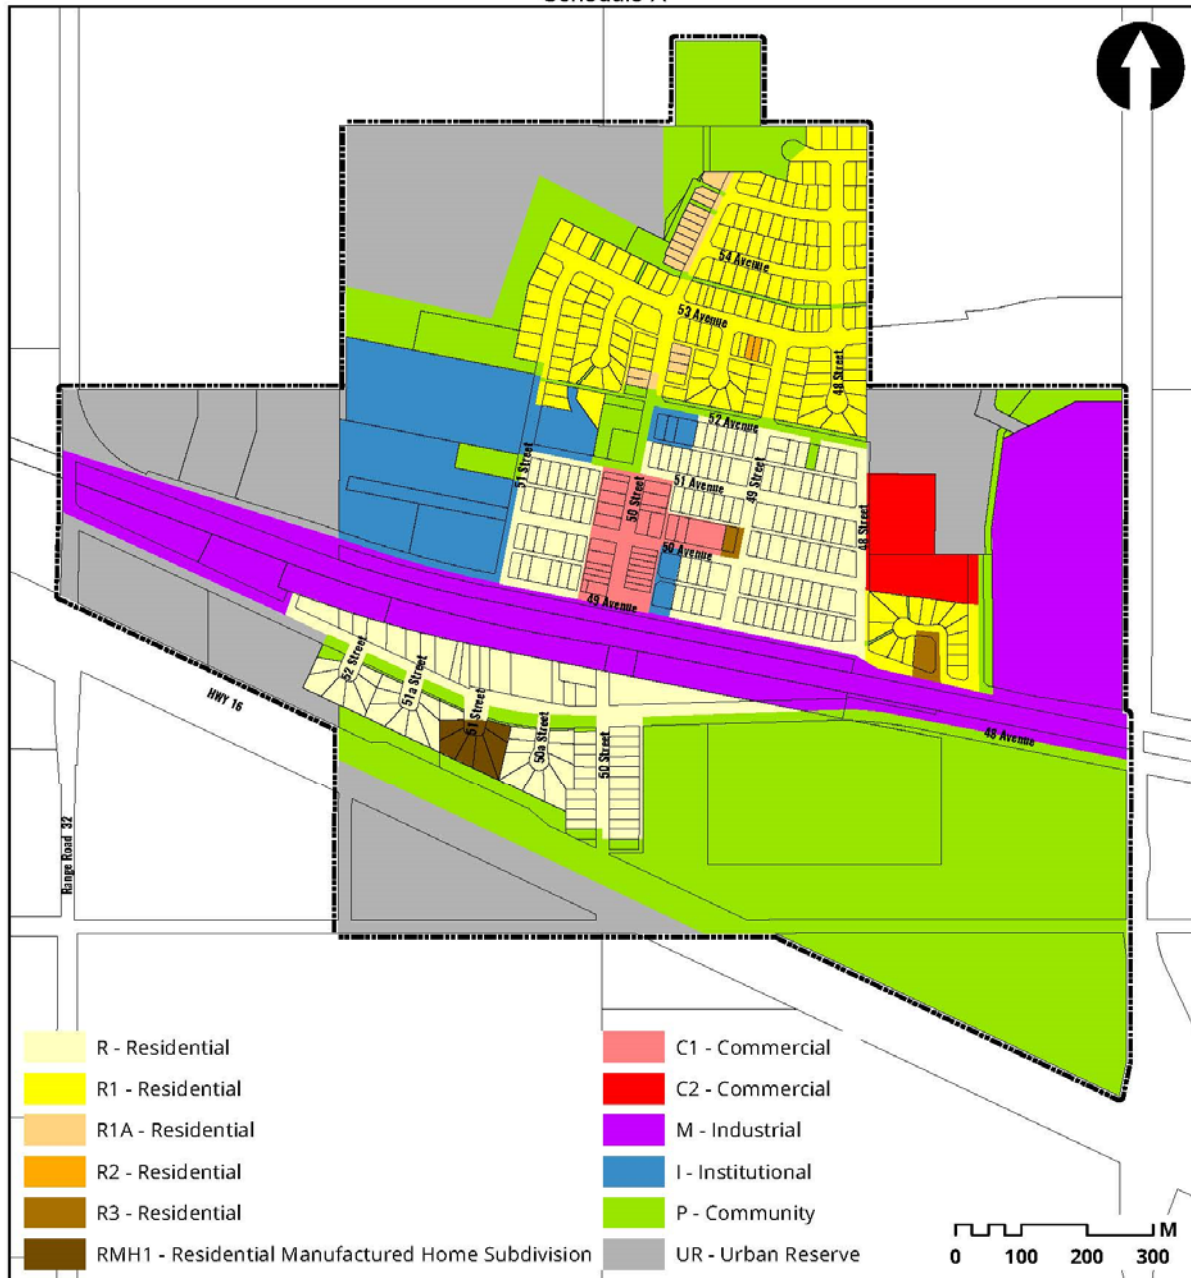 54 Avenue
53 Avenue
48 Street
52 Avenue
51 Street
51 Avenue
49 Street
50 Street
48 Street
50 Avenue
49 Avenue
52 Street
51a Street
51 Street
50a Street
50 Street
HWY 16
48 Avenue
Range Road 32
R - Residential
R1 - Residential
R1A - Residential
R2 - Residential
R3 - Residential
RMH1 - Residential Manufactured Home Subdivision
C1 - Commercial
C2 - Commercial
M - Industrial
I - Institutional
P - Community
UR - Urban Reserve
M
0 100 200 300